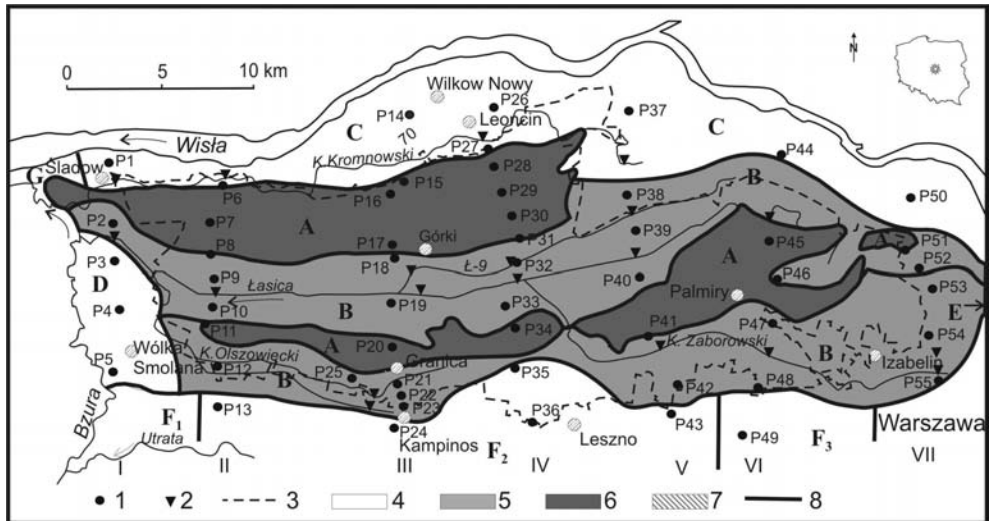 0 5 10 km
N
Wilkow Nowy
P26
P14
Leoncin
P37
C
C
70
Wisła
P27
K.Kromnowski
P44
P1
Śladow
G
P28
B
P6
P15
P16
P29
P38
P50
P2
P7
A
P30
P39
P45
A
P51
P17
Górki
P31
P8
P18
A
P52
P3
D
P9
Ł-9
P32
P40
P46
P53
Łasica
E
P10
B
P19
P33
Palmiry
P4
P11
P34
P41
P47
P54
A
P20
K. Zaborowski
B
Wólka
Smolana
K.Olszowiecki
Granica
Izabelin
P5
P12
B
P25
P21
P35
P55
P22
P42
P48
P13
P23
P36
P43
Bzura
F1
P24
Kampinos
F2
Leszno
P49
F3
Warszawa
Utrata
I II III IV V VI VII
1 2 3 4 5 6 7 8